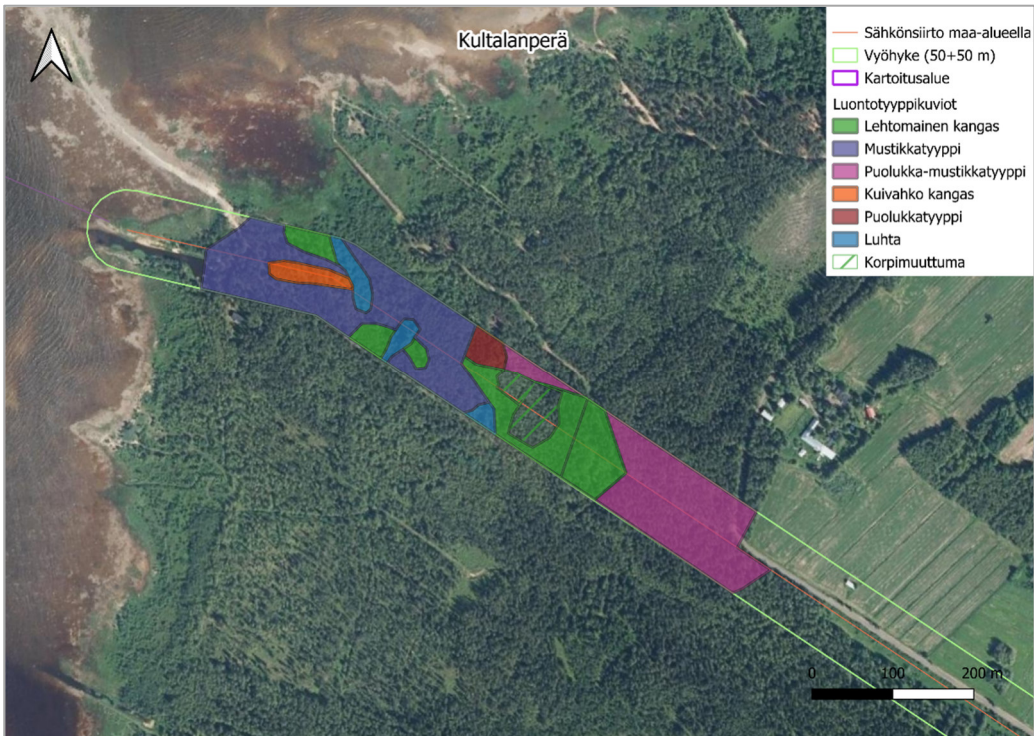 Kultalanperä
Sähkönsiirto maa-alueella
Vyöhyke (50+50 m)
Kartoitusalue
Luontotyyppikuviot
Lehtomainen kangas
Mustikkatyyppi
Puolukka-mustikkatyyppi
Kuivahko kangas
Puolukkatyyppi
Luhta
Korpimuuttuma
0 100 200 m